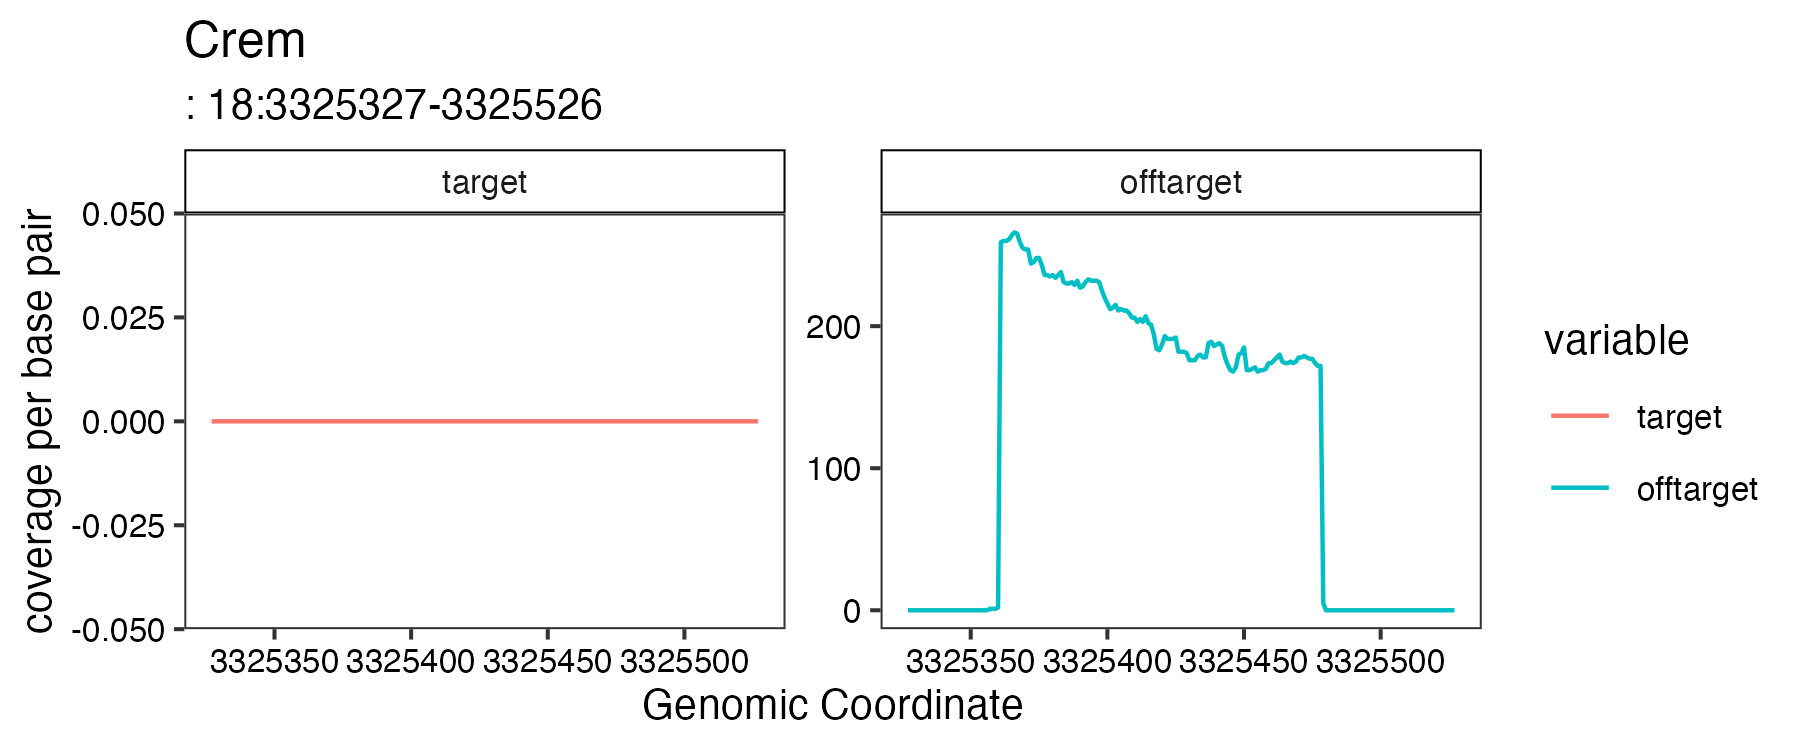 Crem
: 18:3325327-3325526
target
offtarget
coverage per base pair
0.050
0.025
0.000
-0.025
-0.050
200
100
0
3325350 3325400 3325450 3325500
3325350 3325400 3325450 3325500
Genomic Coordinate
variable
target
offtarget